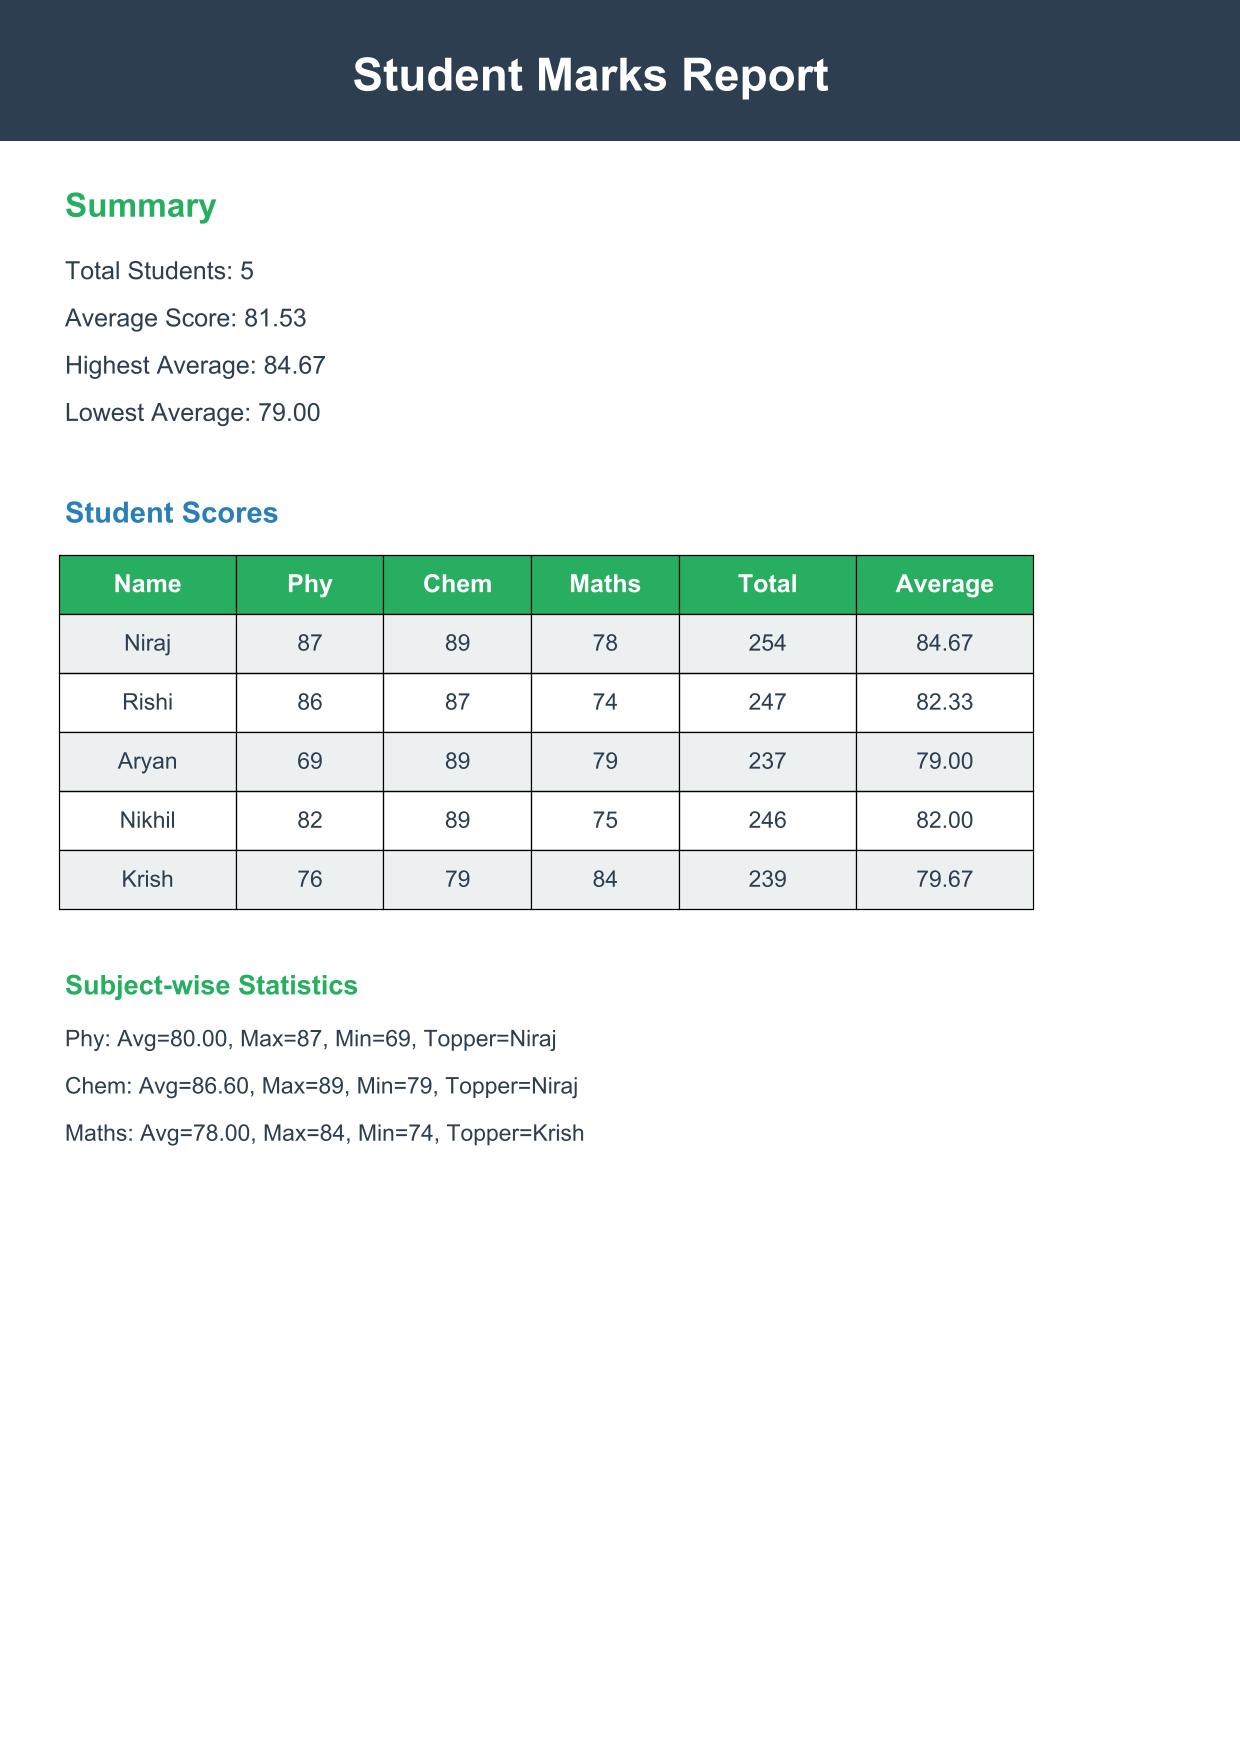 Student Marks Report
Summary
Total Students: 5
Average Score: 81.53
Highest Average: 84.67
Lowest Average: 79.00
Student Scores
Name Phy Chem Maths Total Average
Niraj 87 89 78 254 84.67
Rishi 86 87 74 247 82.33
Aryan 69 89 79 237 79.00
Nikhil 82 89 75 246 82.00
Krish 76 79 84 239 79.67
Subject-wise Statistics
Phy: Avg=80.00, Max=87, Min=69, Topper=Niraj
Chem: Avg=86.60, Max=89, Min=79, Topper=Niraj
Maths: Avg=78.00, Max=84, Min=74, Topper=Krish